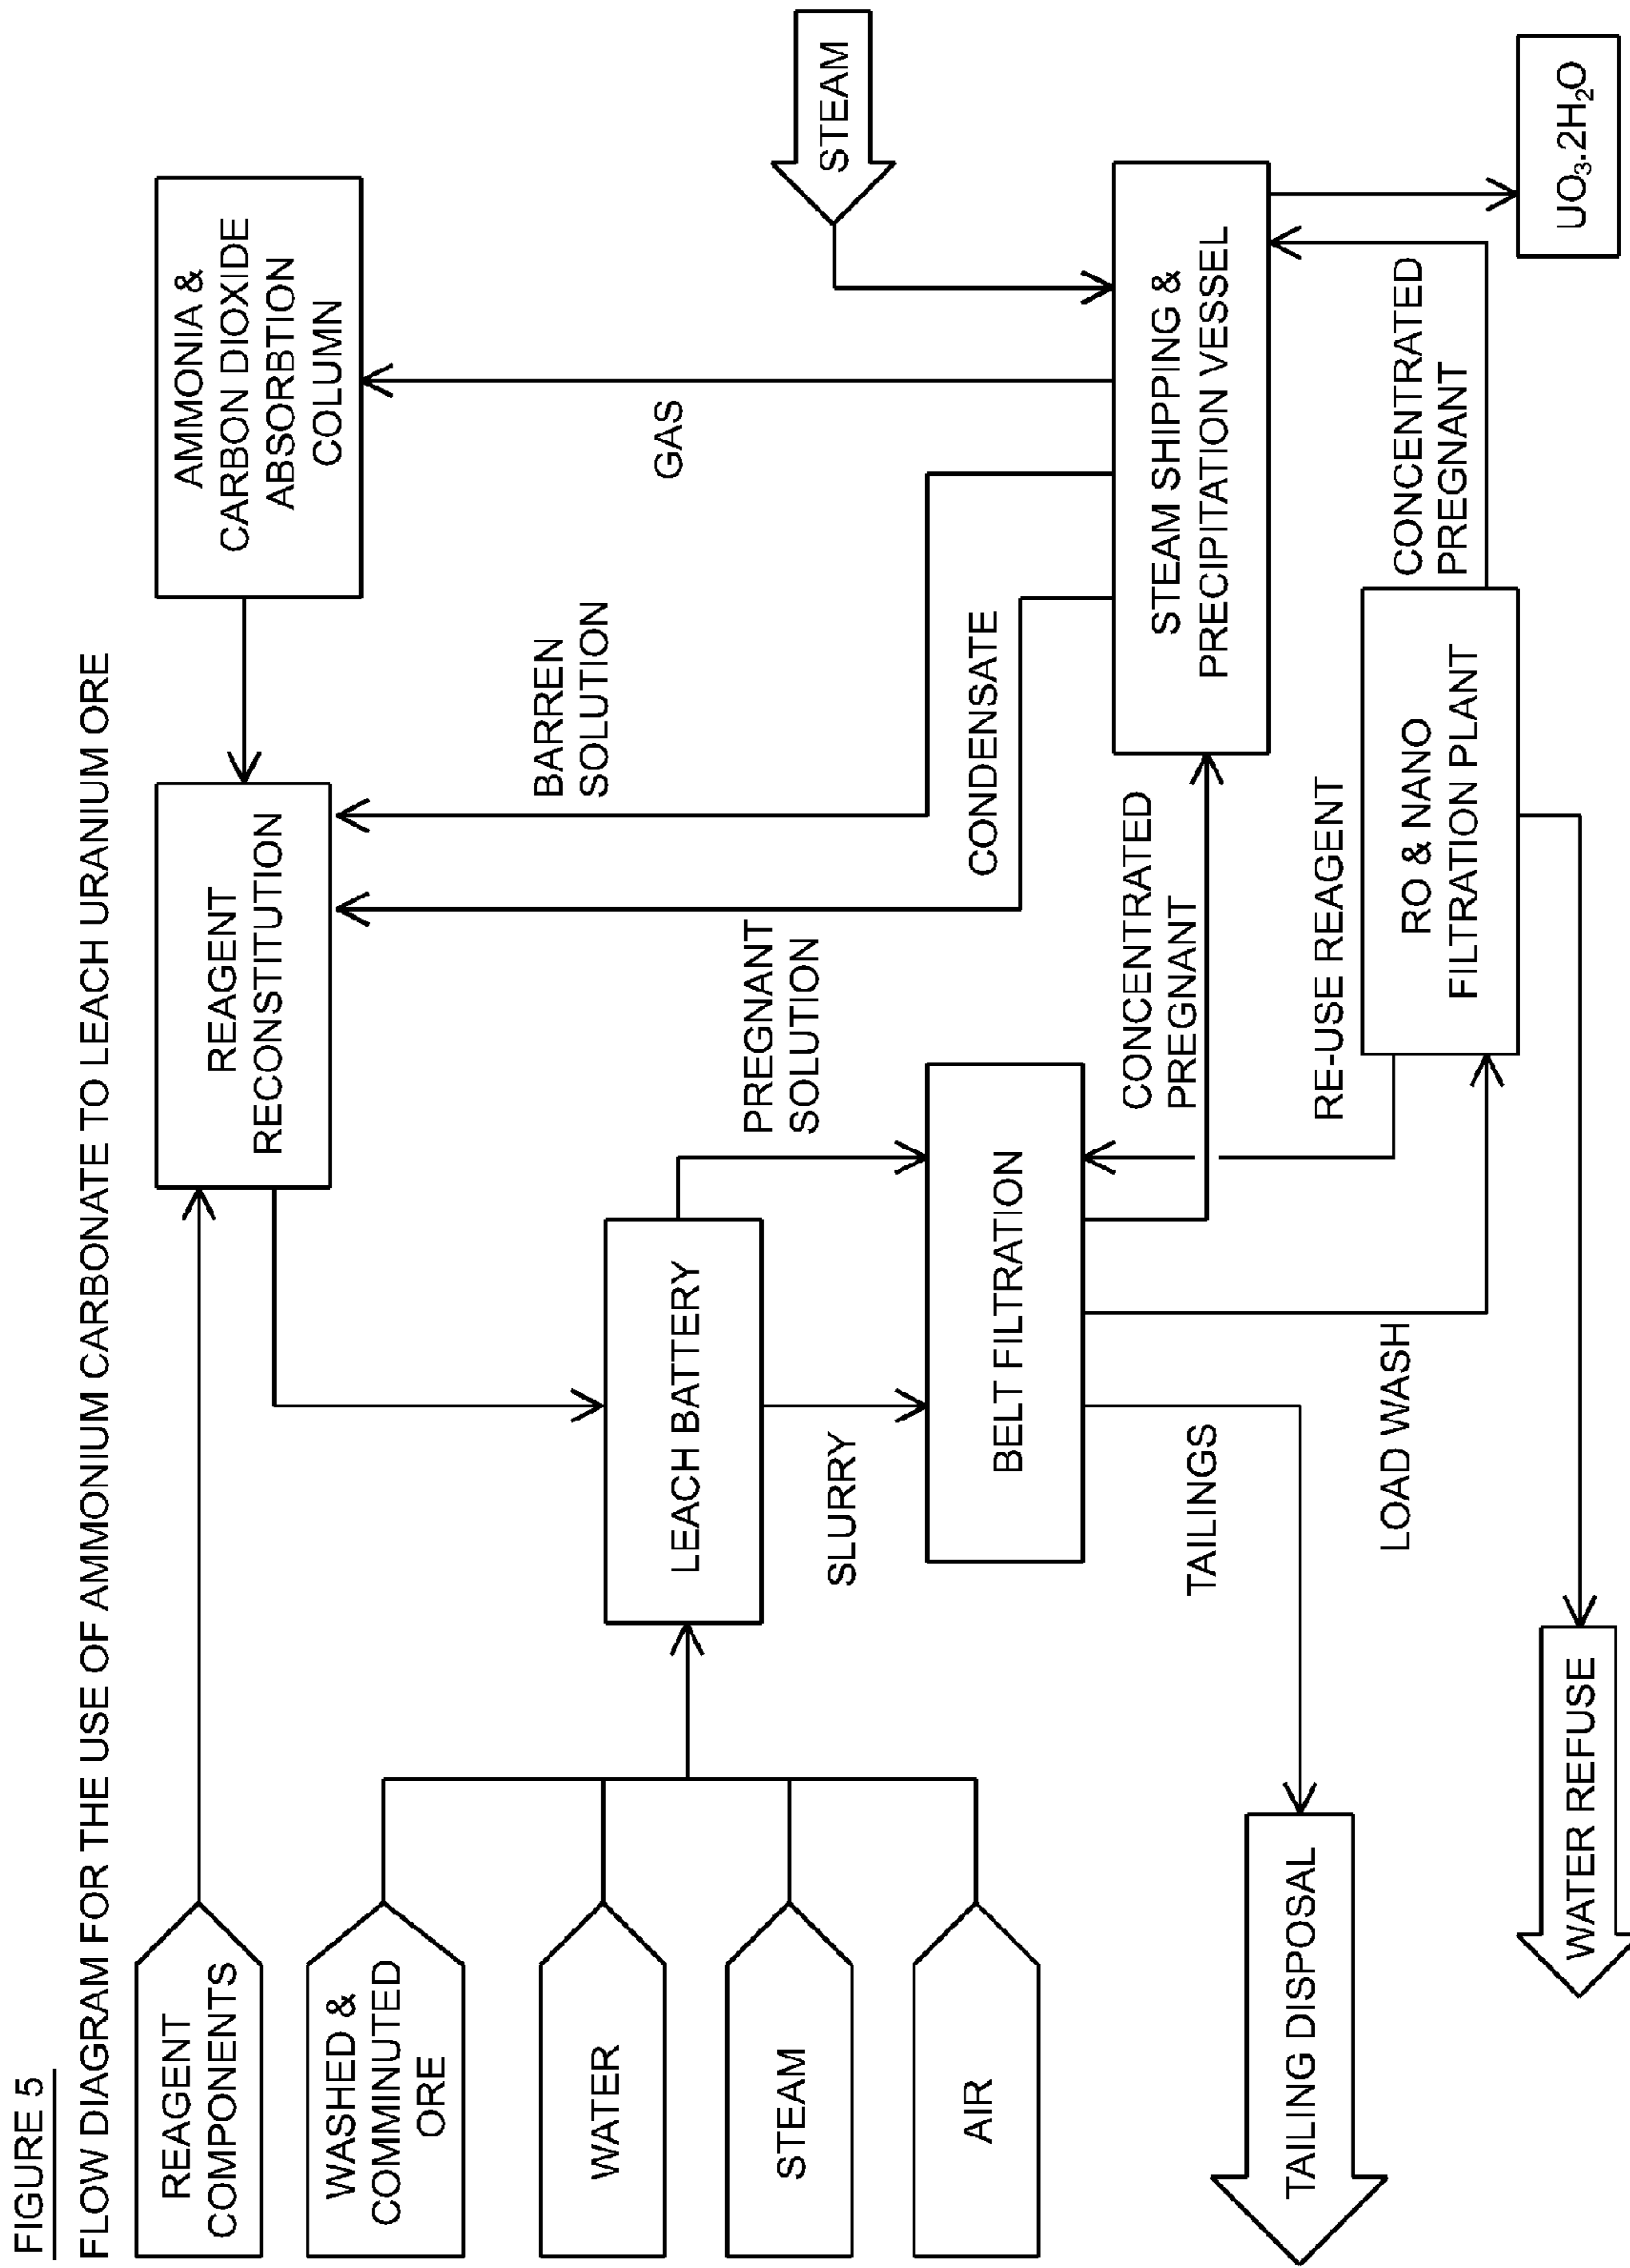 FIGURE 5
FLOW DIAGRAM FOR THE USE OF AMMONIUM CARBONATE TO LEACH URANIUM ORE
REAGENT
COMPONENTS
REAGENT
RECONSTITUTION
AMMONIA &
CARBON DIOXIDE
ABSORBTION
COLUMN
WASHED &
COMMINUTED
ORE
WATER
STEAM
AIR
LEACH BATTERY
PREGNANT
SOLUTION
BARREN
SOLUTION
GAS
STEAM
SLURRY
CONDENSATE
BELT FILTRATION
CONCENTRATED
PREGNANT
STEAM SHIPPING &
PRECIPITATION VESSEL
TAILINGS
TAILING DISPOSAL
LOAD WASH
RE-USE REAGENT
RO & NANO
FILTRATION PLANT
CONCENTRATED
PREGNANT
WATER REFUSE
UO₃.2H₂O